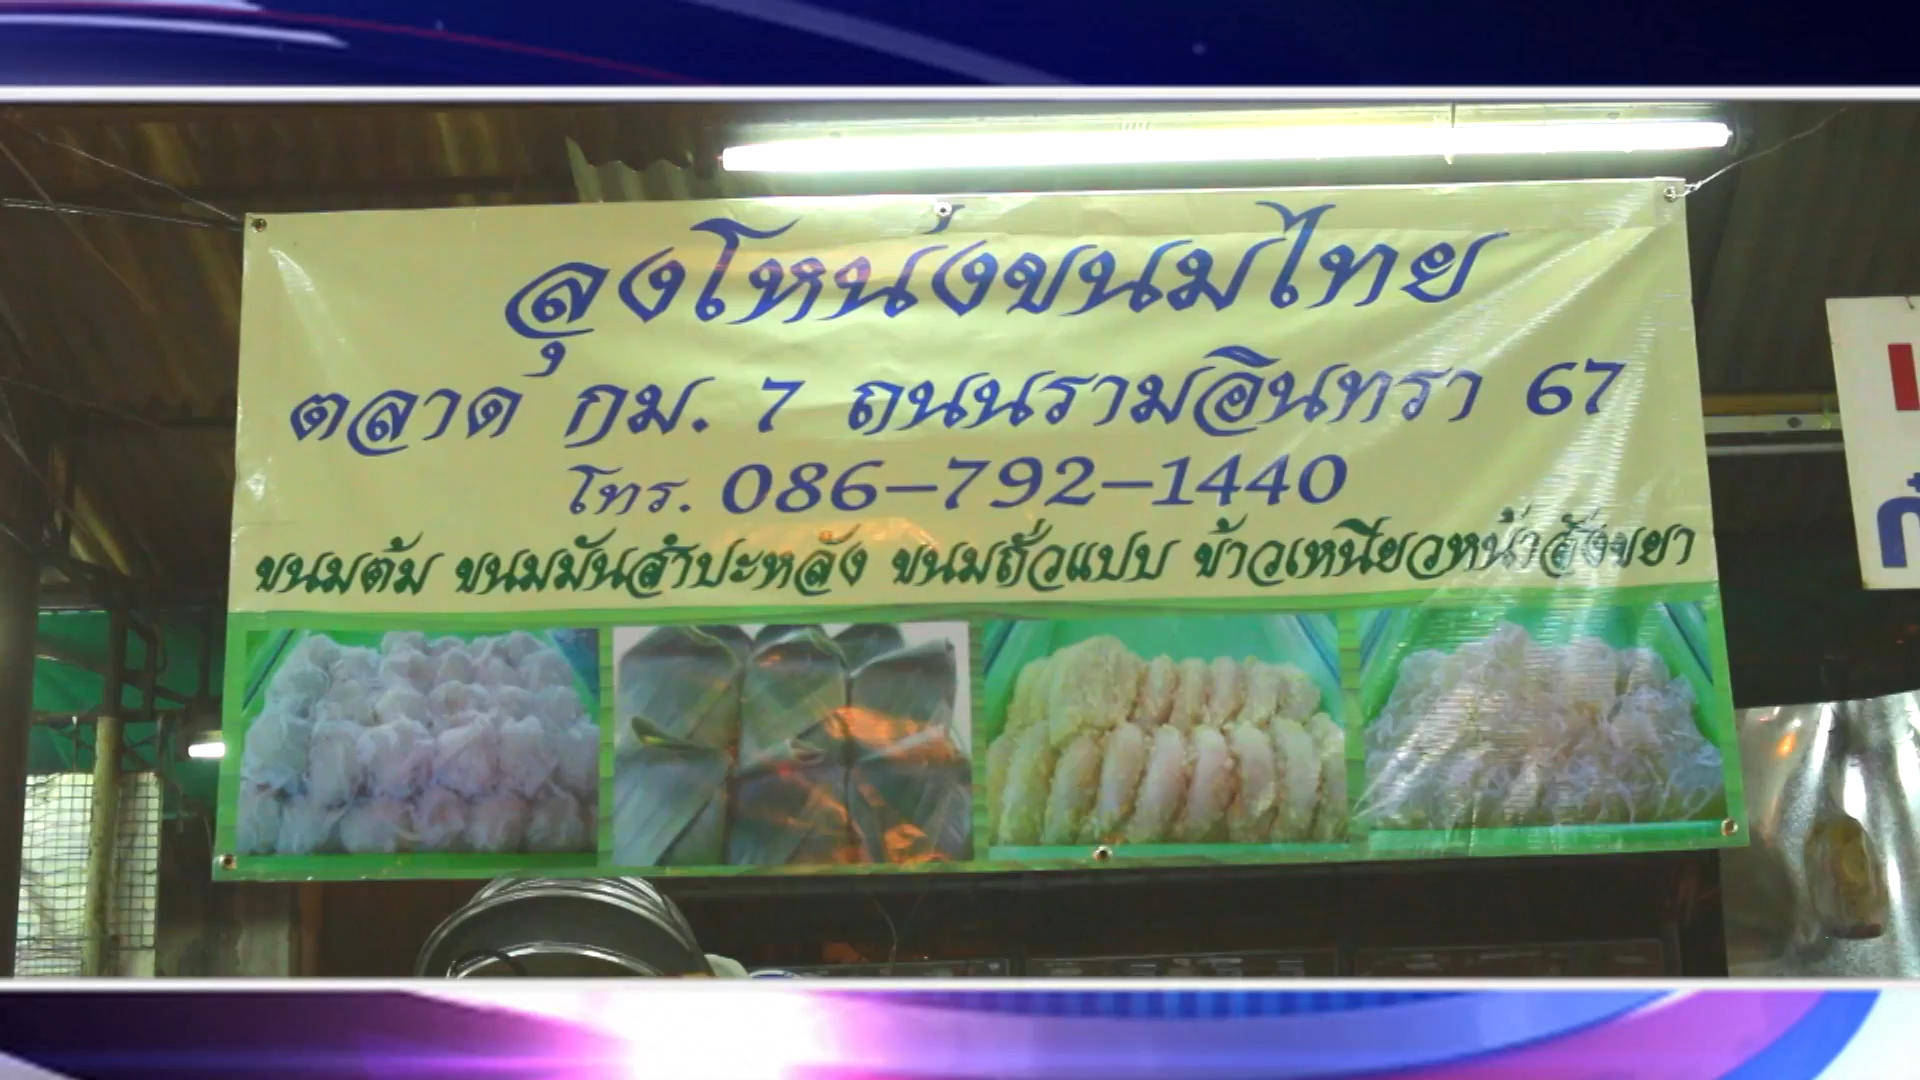 ลุงโหน่งขนมไทย
ตลาด กม. 7 ถนนรามอินทรา 67
โทร. 086-792-1440
ขนมต้ม ขนมมันสำปะหลัง ขนมถั่วแปบ ข้าวเหนียวหน้าสังขยา